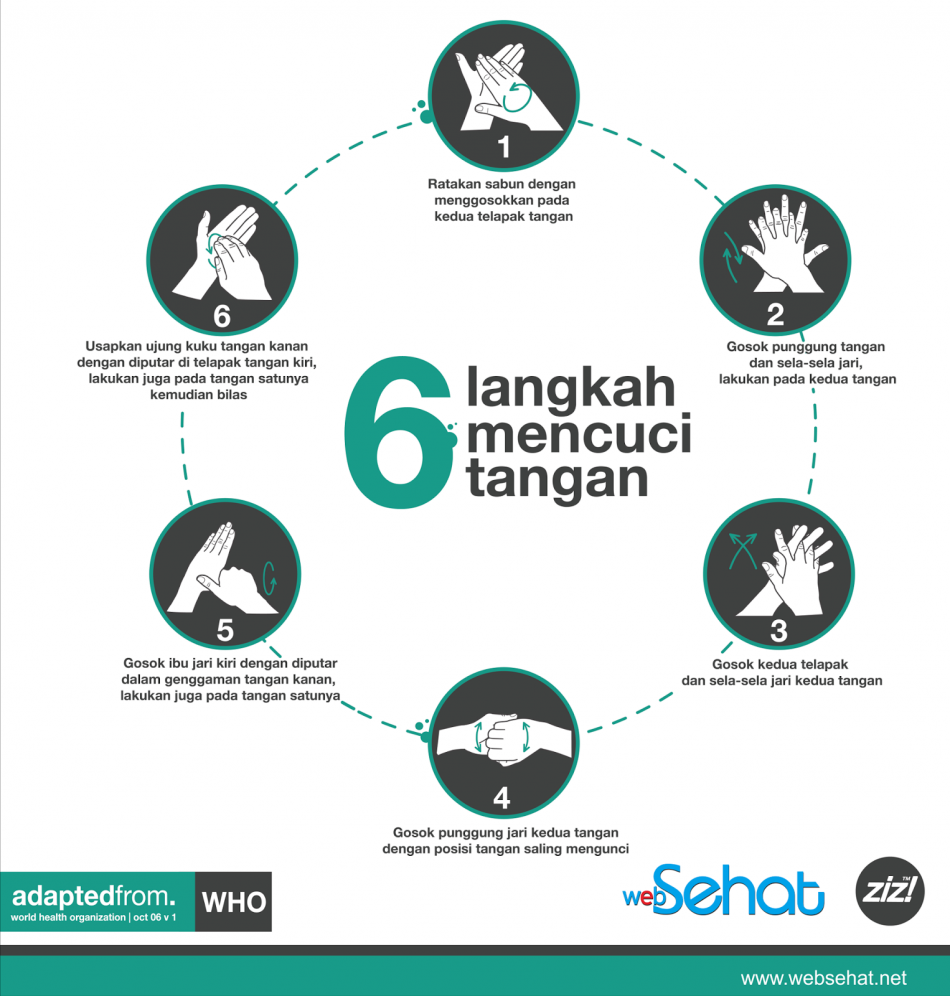 1
Ratakan sabun dengan
menggosokkan pada
kedua telapak tangan
2
Gosok punggung tangan
dan sela-sela jari,
lakukan pada kedua tangan
3
Gosok kedua telapak
dan sela-sela jari kedua tangan
4
Gosok punggung jari kedua tangan
dengan posisi tangan saling mengunci
5
Gosok ibu jari kiri dengan diputar
dalam genggaman tangan kanan,
lakukan juga pada tangan satunya
6
Usapkan ujung kuku tangan kanan
dengan diputar di telapak tangan kiri,
lakukan juga pada tangan satunya
kemudian bilas
6 langkah
mencuci
tangan
adaptedfrom.
world health organization | oct 06 v 1
WHO
webSehat
ziz!™
www.websehat.net